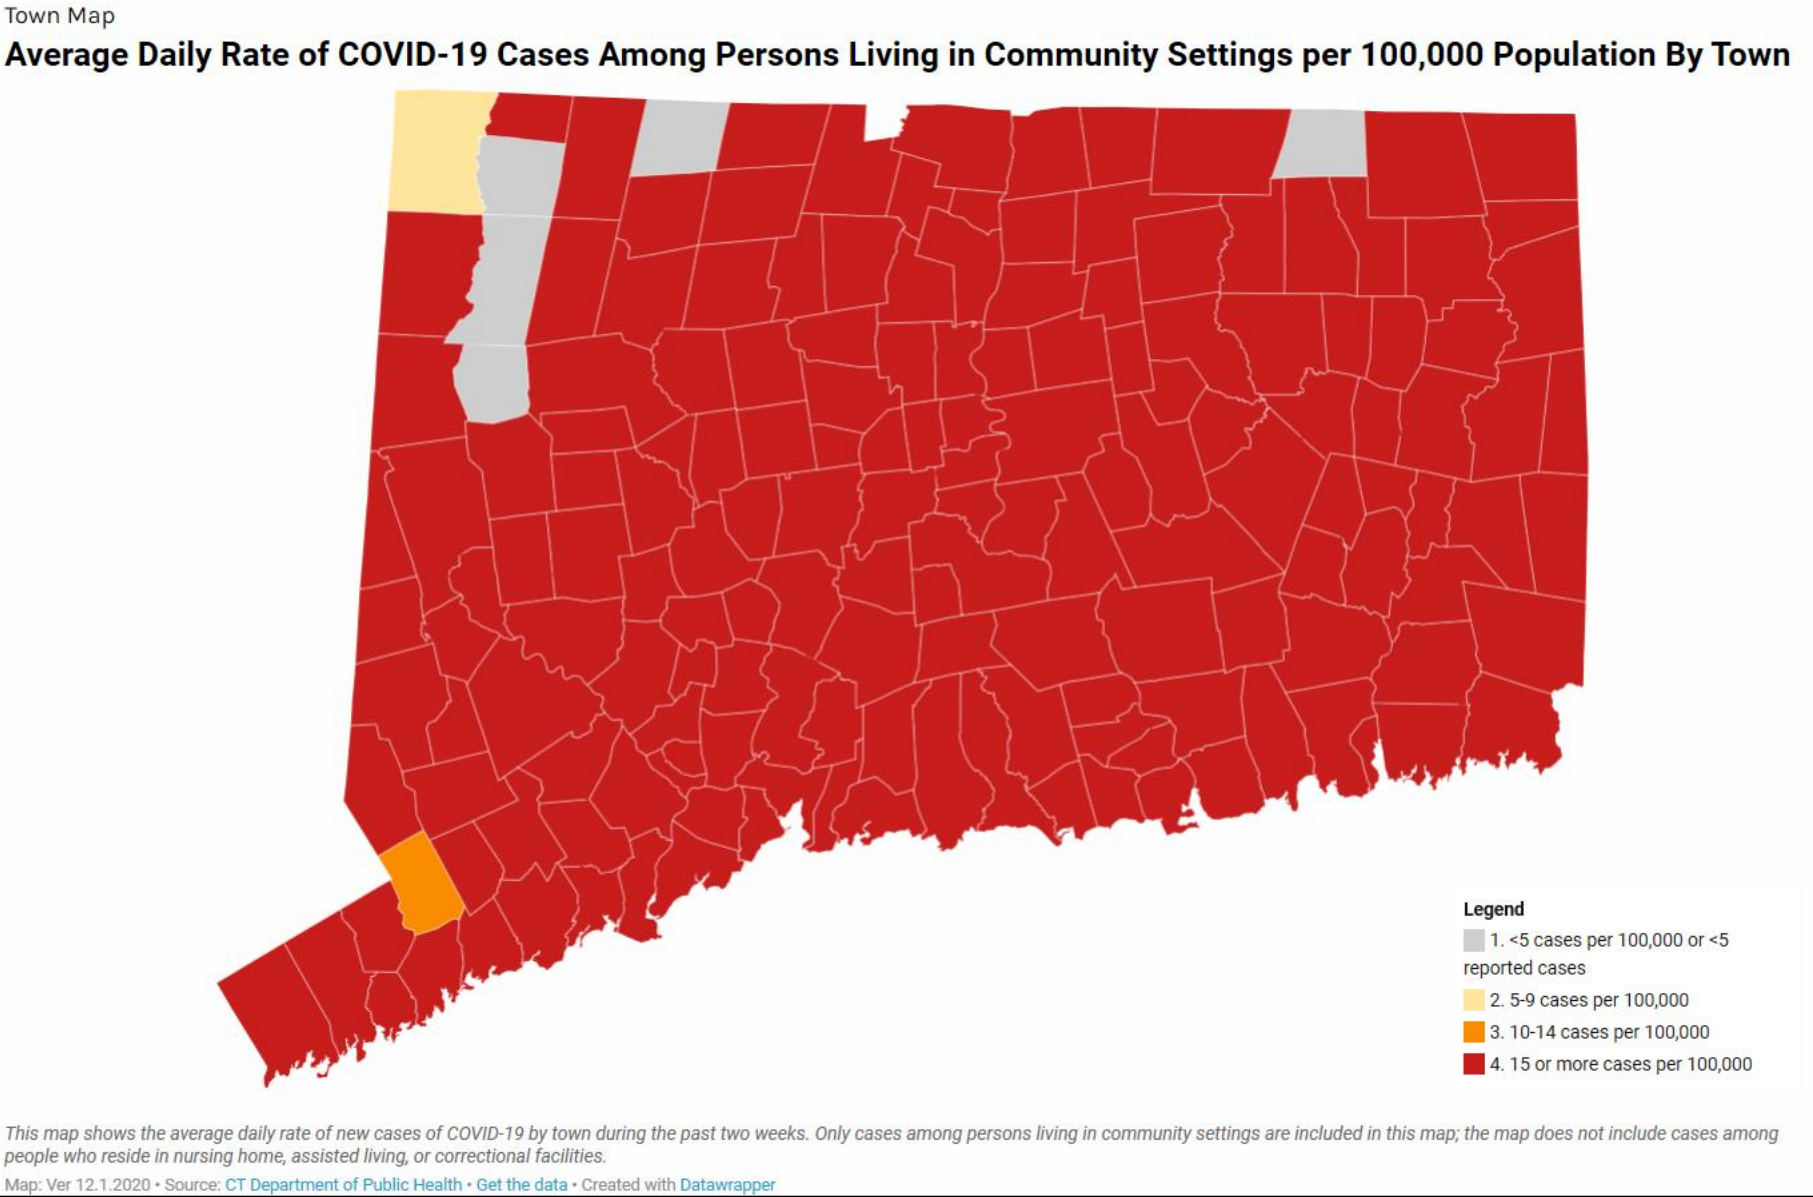 Town Map
Average Daily Rate of COVID-19 Cases Among Persons Living in Community Settings per 100,000 Population By Town
Legend
1. <5 cases per 100,000 or <5
reported cases
2. 5-9 cases per 100,000
3. 10-14 cases per 100,000
4. 15 or more cases per 100,000
This map shows the average daily rate of new cases of COVID-19 by town during the past two weeks. Only cases among persons living in community settings are included in this map; the map does not include cases among
people who reside in nursing home, assisted living, or correctional facilities.
Map: Ver 12.1.2020 • Source: CT Department of Public Health • Get the data • Created with Datawrapper